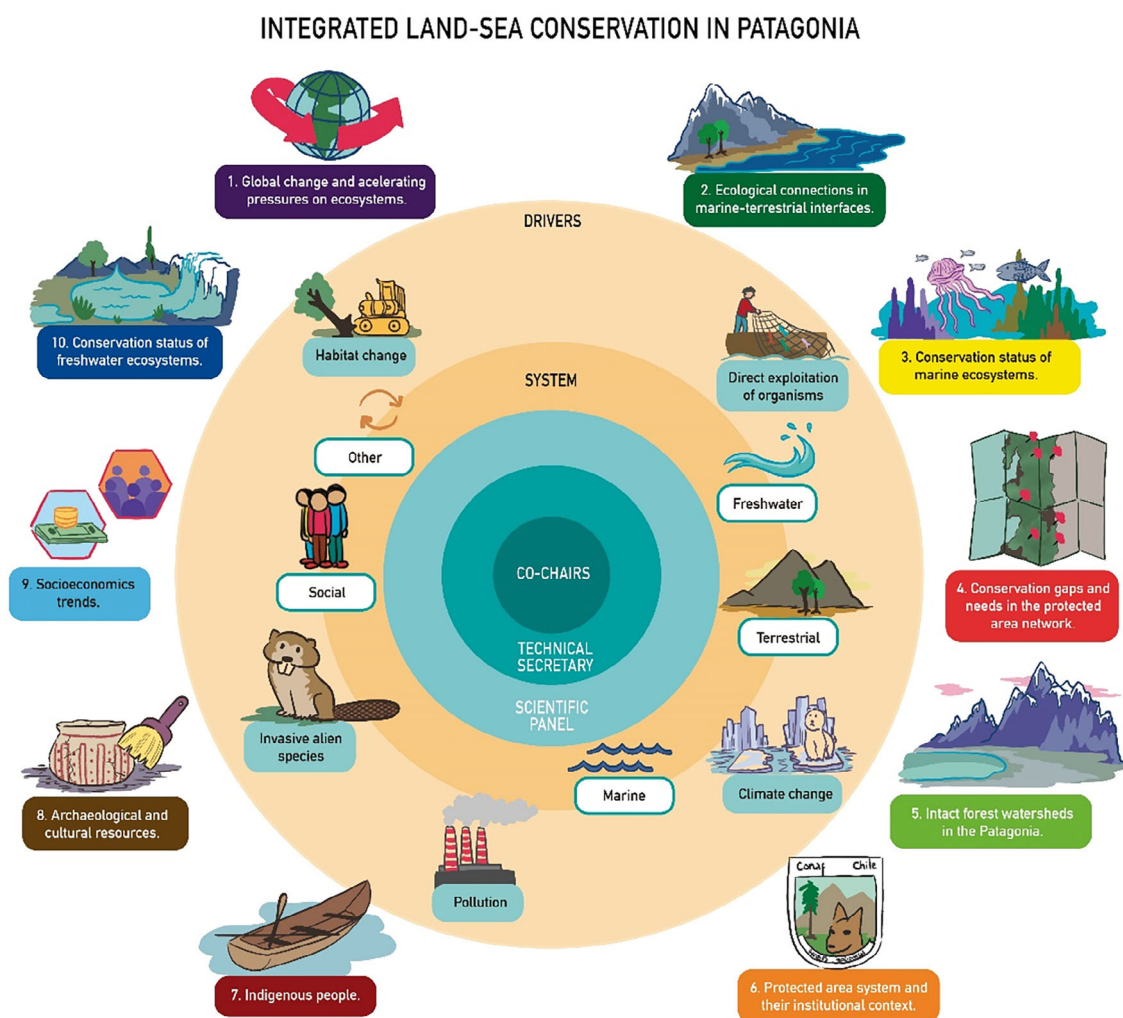 INTEGRATED LAND-SEA CONSERVATION IN PATAGONIA
1. Global change and acelerating
pressures on ecosystems.
2. Ecological connections in
marine-terrestrial interfaces.
DRIVERS
10. Conservation status of
freshwater ecosystems.
Habitat change
3. Conservation status of
marine ecosystems.
SYSTEM
Direct exploitation
of organisms
Other
Freshwater
9. Socioeconomics
trends.
Social
CO-CHAIRS
4. Conservation gaps and
needs in the protected
area network.
Terrestrial
TECHNICAL
SECRETARY
SCIENTIFIC
PANEL
Invasive alien
species
Marine
Climate change
8. Archaeological and
cultural resources.
5. Intact forest watersheds
in the Patagonia.
Pollution
Conaf Chile
7. Indigenous people.
6. Protected area system and
their institutional context.